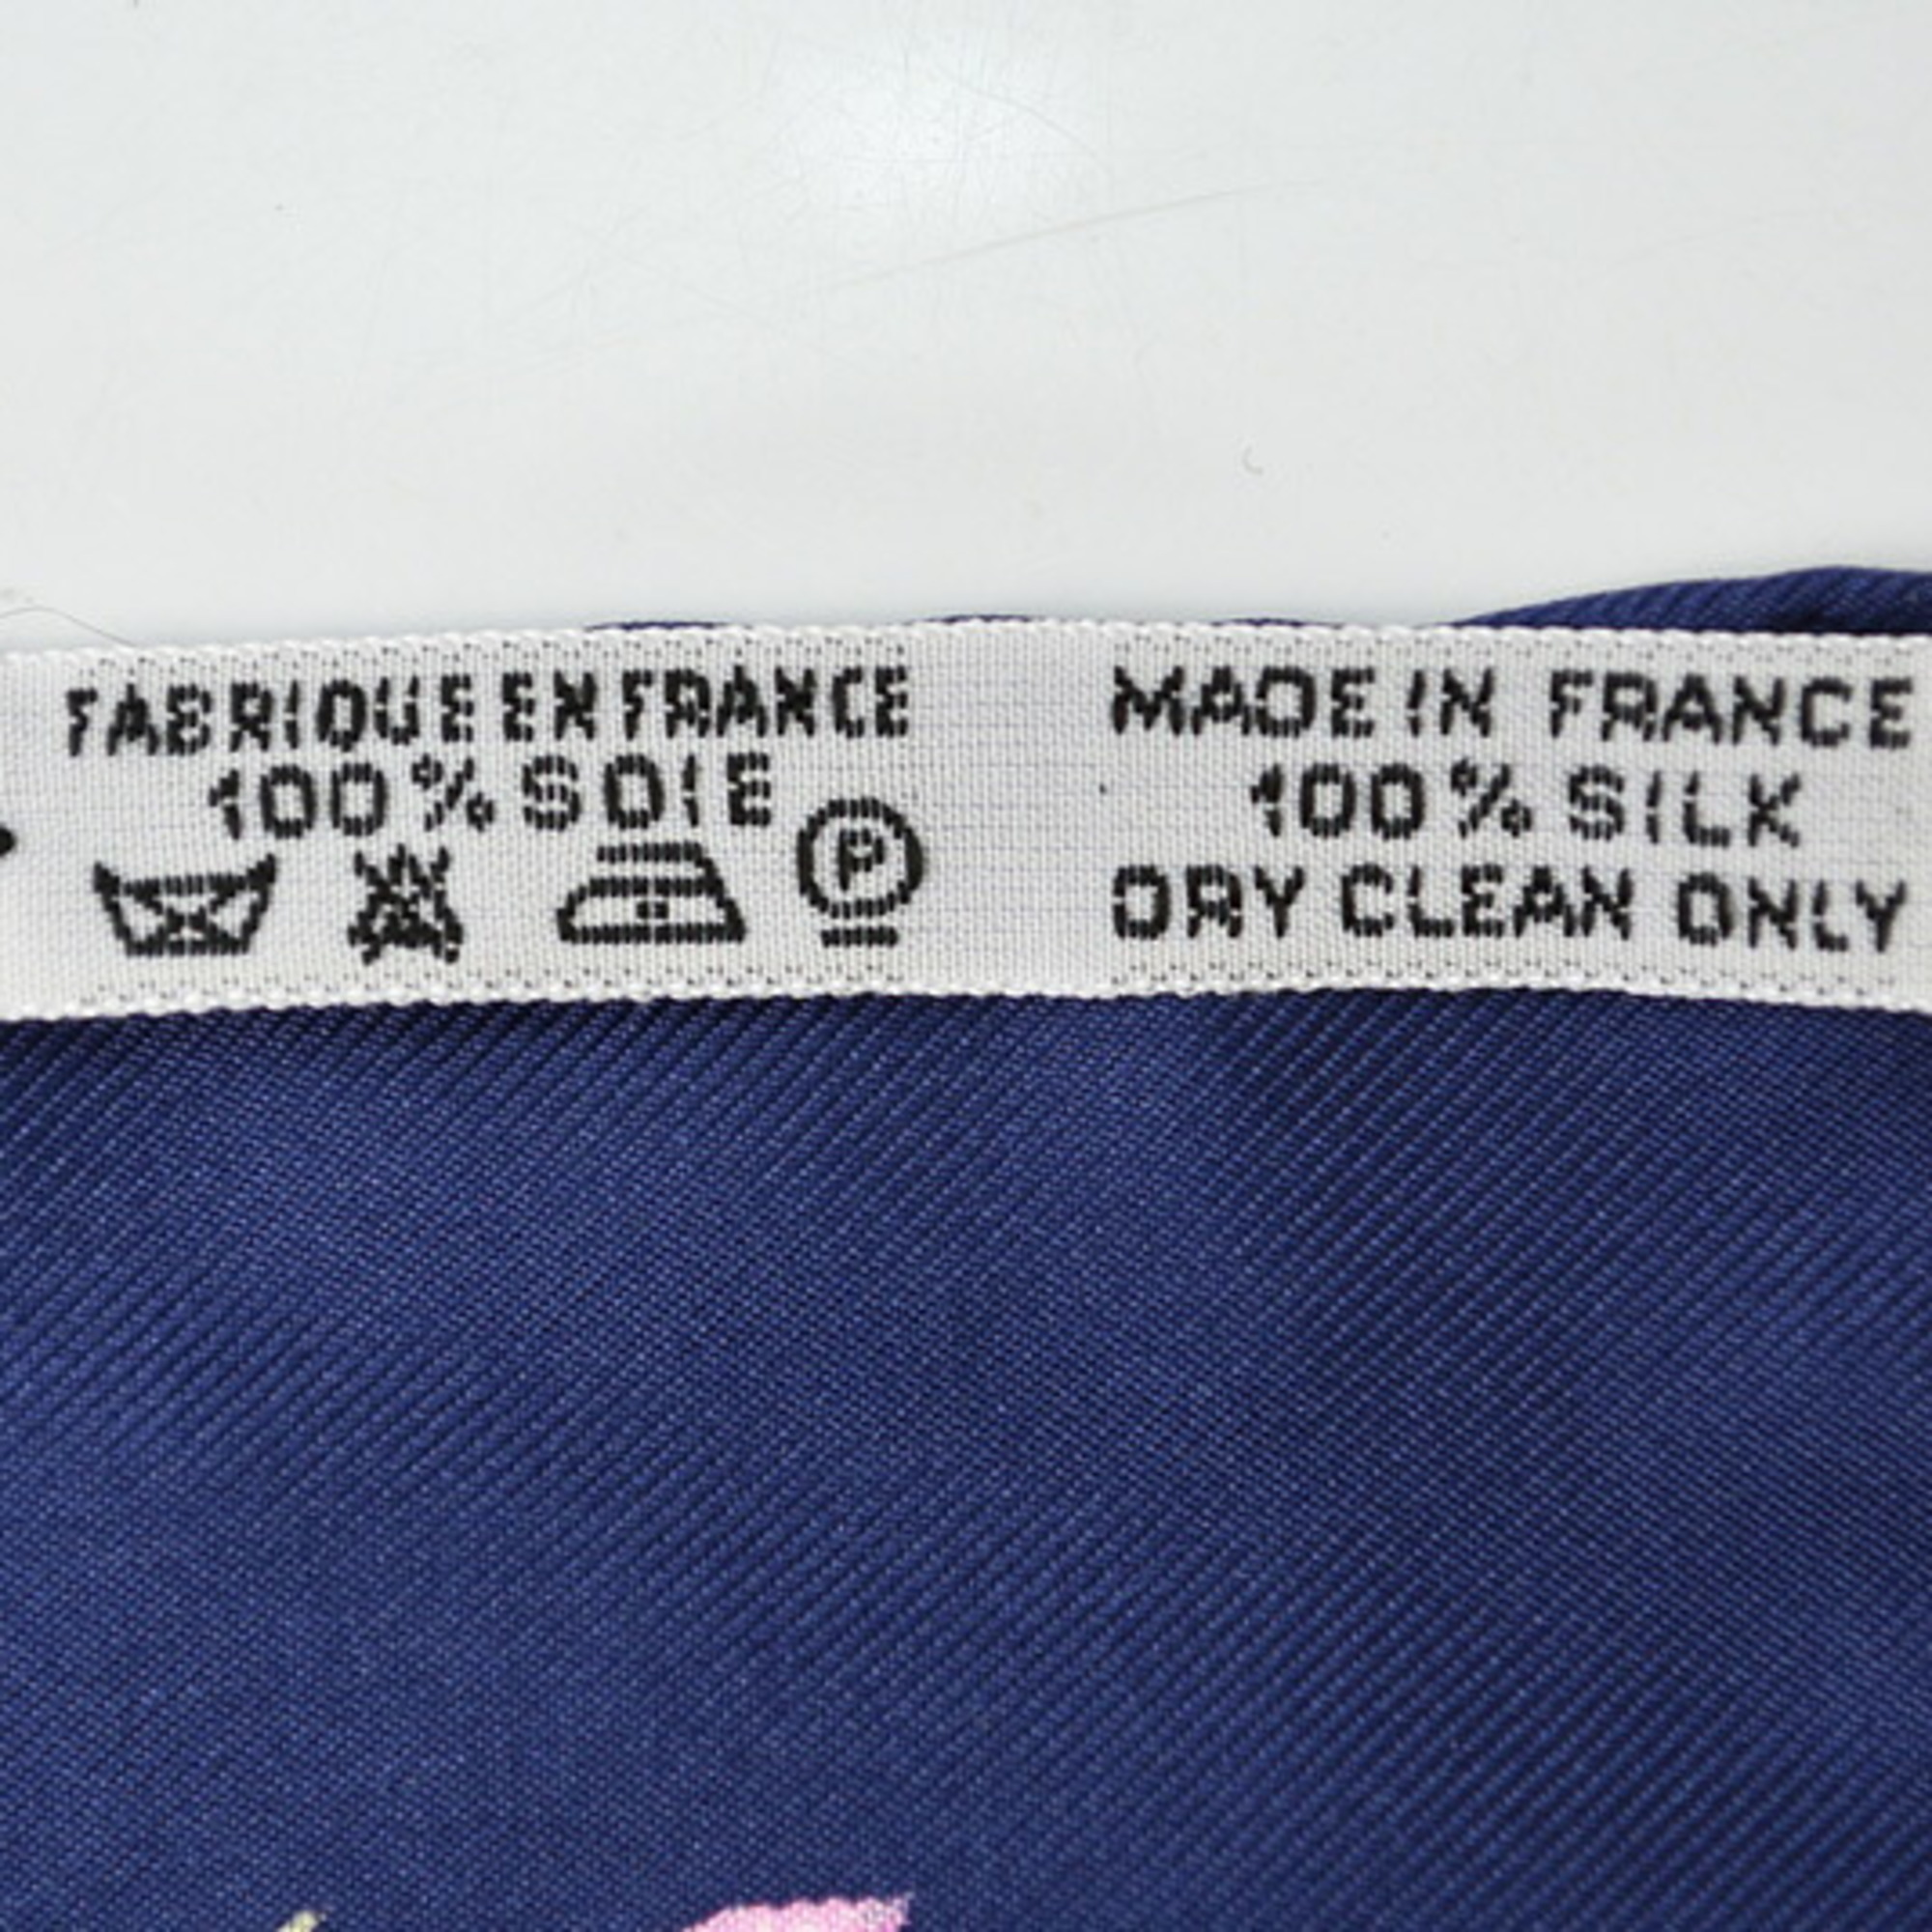 FABRIQUE EN FRANCE
100% SOIE
P
MADE IN FRANCE
100% SILK
DRY CLEAN ONLY